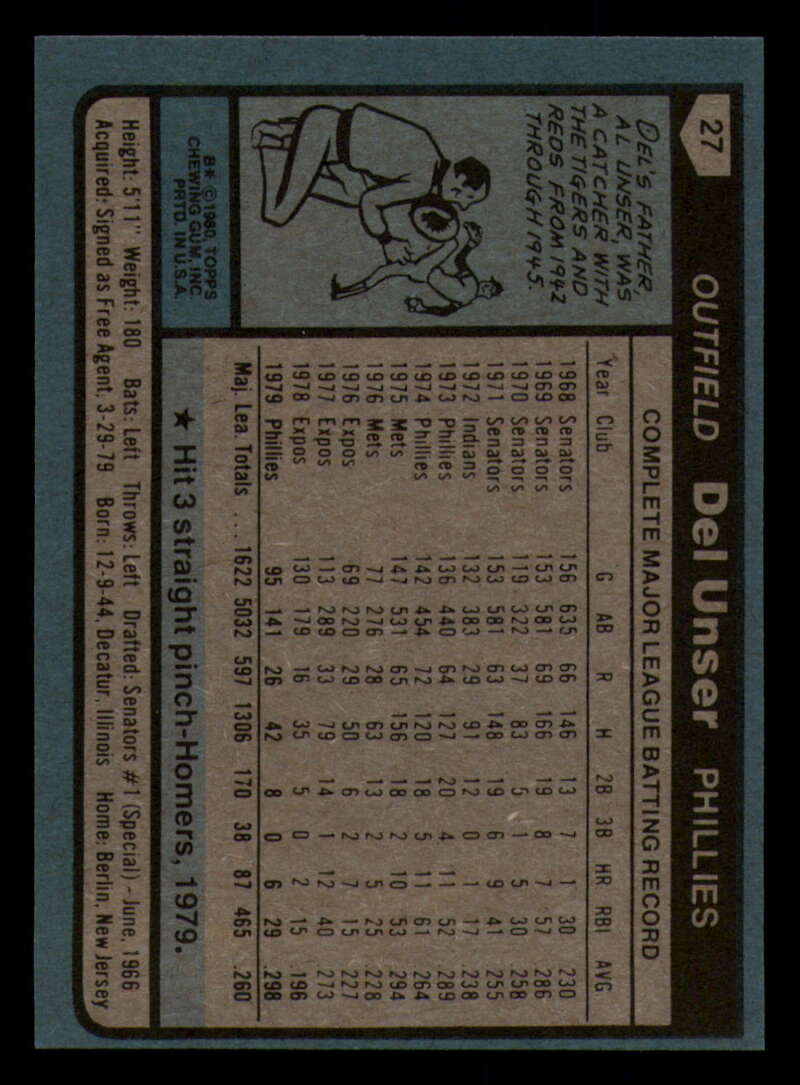 27 OUTFIELD Del Unser PHILLIES
DEL'S FATHER,
AL UNSER, WAS
A CATCHER, WITH
THE TIGERS AND
REDS FROM 1942
THROUGH 1945.
B* © 1980, TOPPS
CHEWING GUM, INC.
PRTD. IN U.S.A.
COMPLETE MAJOR LEAGUE BATTING RECORD
Year Club G AB R H 2B 3B HR RBI AVG
1968 Senators 156 635 66 146 13 7 1 30 .230
1969 Senators 153 581 69 166 19 8 7 57 .286
1970 Senators 119 322 37 83 5 1 5 30 .258
1971 Senators 153 581 63 148 19 6 9 41 .255
1972 Indians 132 383 29 91 12 0 1 17 .238
1973 Phillies 136 440 64 127 20 4 11 52 .289
1974 Phillies 142 454 72 120 18 5 11 61 .264
1975 Mets 147 531 65 156 18 2 10 53 .294
1976 Mets 77 276 28 63 13 2 5 25 .228
1976 Expos 69 220 29 50 6 2 7 15 .227
1977 Expos 113 289 33 79 14 1 12 40 .273
1978 Expos 130 179 16 35 5 0 2 15 .196
1979 Phillies 95 141 26 42 8 0 6 29 .298
Maj. Lea. Totals . . . 1622 5032 597 1306 170 38 87 465 .260
★ Hit 3 straight pinch-Homers, 1979.
Height: 5'11" Weight: 180 Bats: Left Throws: Left Drafted: Senators #1 (Special)-June, 1966
Acquired: Signed as Free Agent, 3-29-79 Born: 12-9-44, Decatur, Illinois Home: Berlin, New Jersey